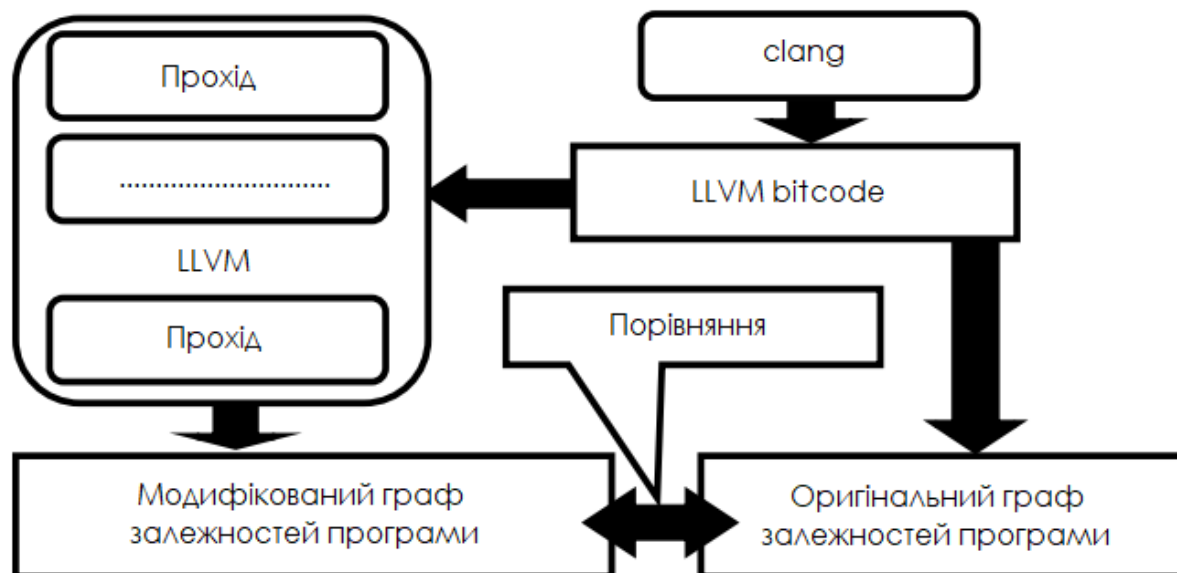 Прохід
.............................
LLVM
Прохід
clang
LLVM bitcode
Порівняння
Модифікований граф
залежностей програми
Оригінальний граф
залежностей програми